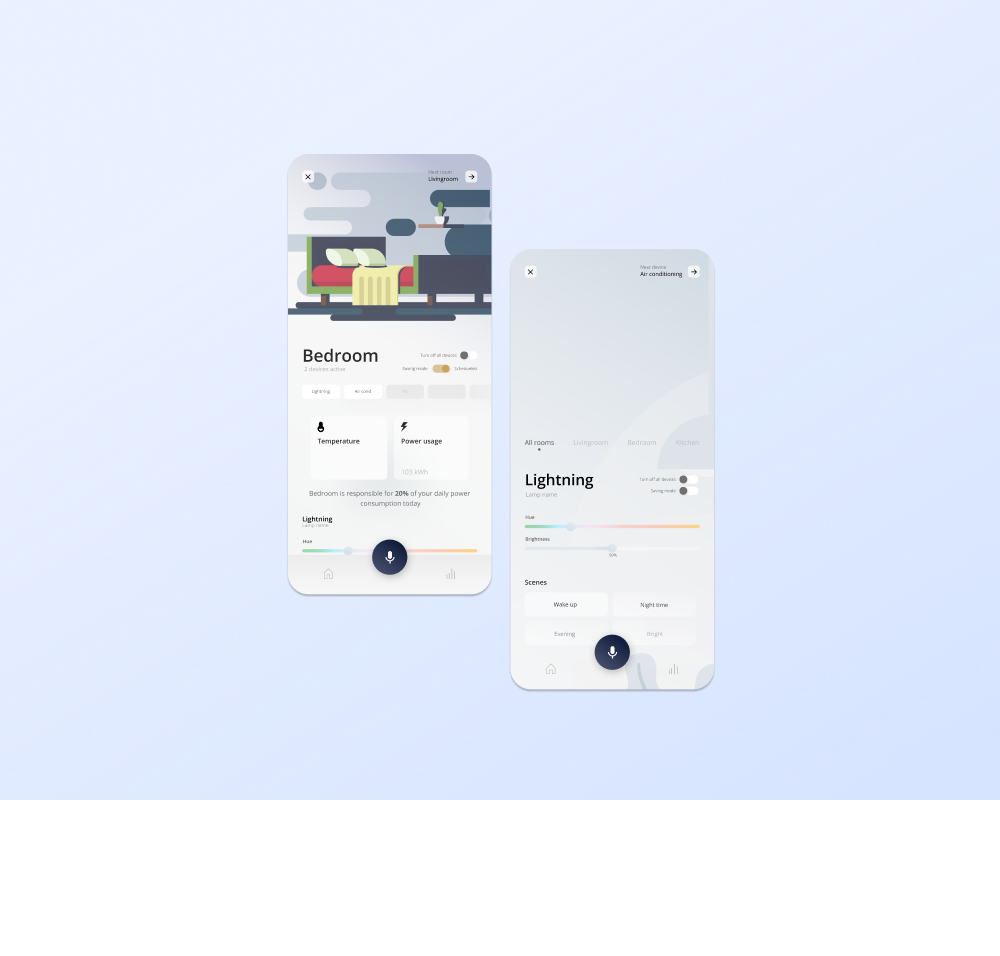 Next room
Livingroom
Bedroom
2 devices active
Turn off all devices
Saving mode
Scheduled
Lightning
Air cond
Temperature
Power usage
103 kWh
Bedroom is responsible for 20% of your daily power
consumption today
Lightning
Lamp name
Hue
Next device
Air conditioning
All rooms
Livingroom
Bedroom
Kitchen
Lightning
Lamp name
Turn off all devices
Saving mode
Hue
Brightness
50%
Scenes
Wake up
Night time
Evening
Bright